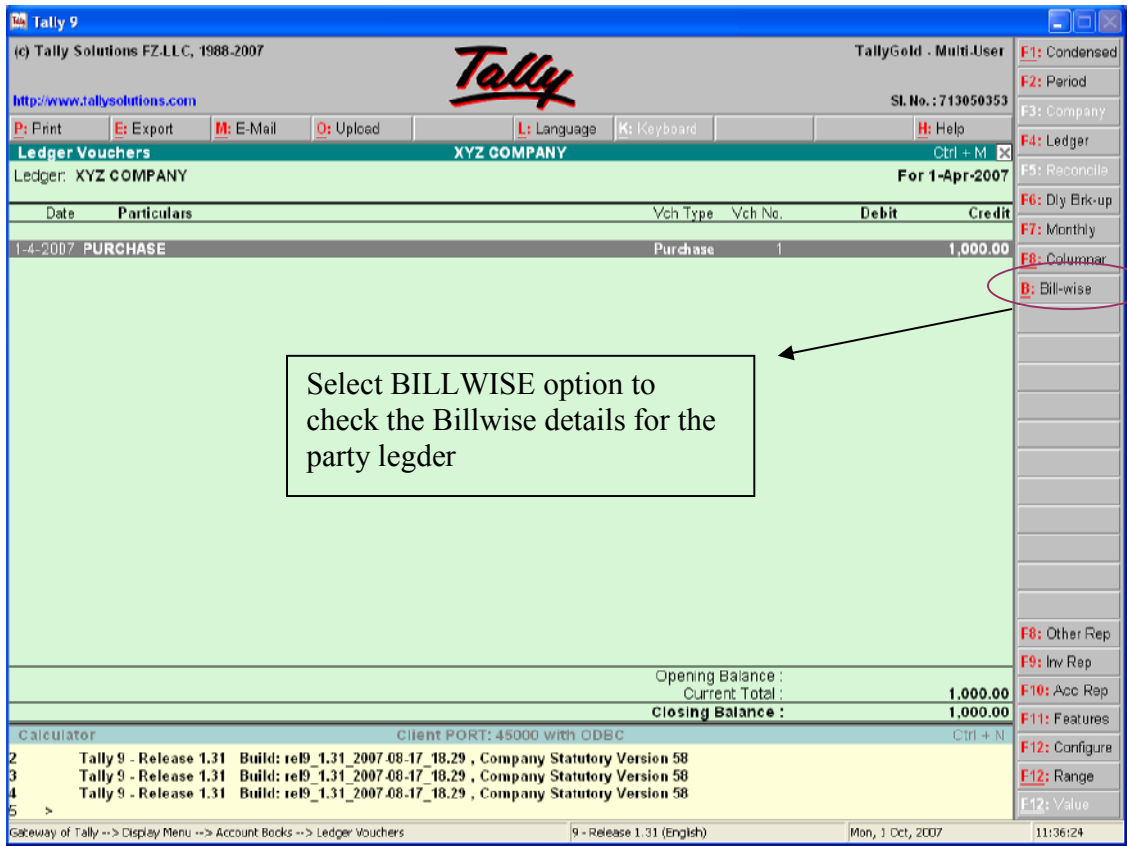 Tally 9
(c) Tally Solutions FZ-LLC, 1988-2007
Tally
TallyGold - Multi-User
http://www.tallysolutions.com
Sl. No. : 713050353
P: Print E: Export M: E-Mail O: Upload L: Language K: Keyboard H: Help
Ledger Vouchers XYZ COMPANY Ctrl + M
Ledger: XYZ COMPANY For 1-Apr-2007
Date Particulars Vch Type Vch No. Debit Credit
1-4-2007 PURCHASE Purchase 1 1,000.00
Select BILLWISE option to
check the Billwise details for the
party legder
Opening Balance :
Current Total : 1,000.00
Closing Balance : 1,000.00
Calculator Client PORT: 45000 with ODBC Ctrl + N
2 Tally 9 - Release 1.31 Build: rel9_1.31_2007-08-17_18.29 , Company Statutory Version 58
3 Tally 9 - Release 1.31 Build: rel9_1.31_2007-08-17_18.29 , Company Statutory Version 58
4 Tally 9 - Release 1.31 Build: rel9_1.31_2007-08-17_18.29 , Company Statutory Version 58
5 >
Gateway of Tally --> Display Menu --> Account Books --> Ledger Vouchers 9 - Release 1.31 (English) Mon, 1 Oct, 2007 11:36:24
F1: Condensed
F2: Period
F3: Company
F4: Ledger
F5: Reconcile
F6: Dly Brk-up
F7: Monthly
F8: Columnar
B: Bill-wise
F8: Other Rep
F9: Inv Rep
F10: Acc Rep
F11: Features
F12: Configure
F12: Range
F12: Value